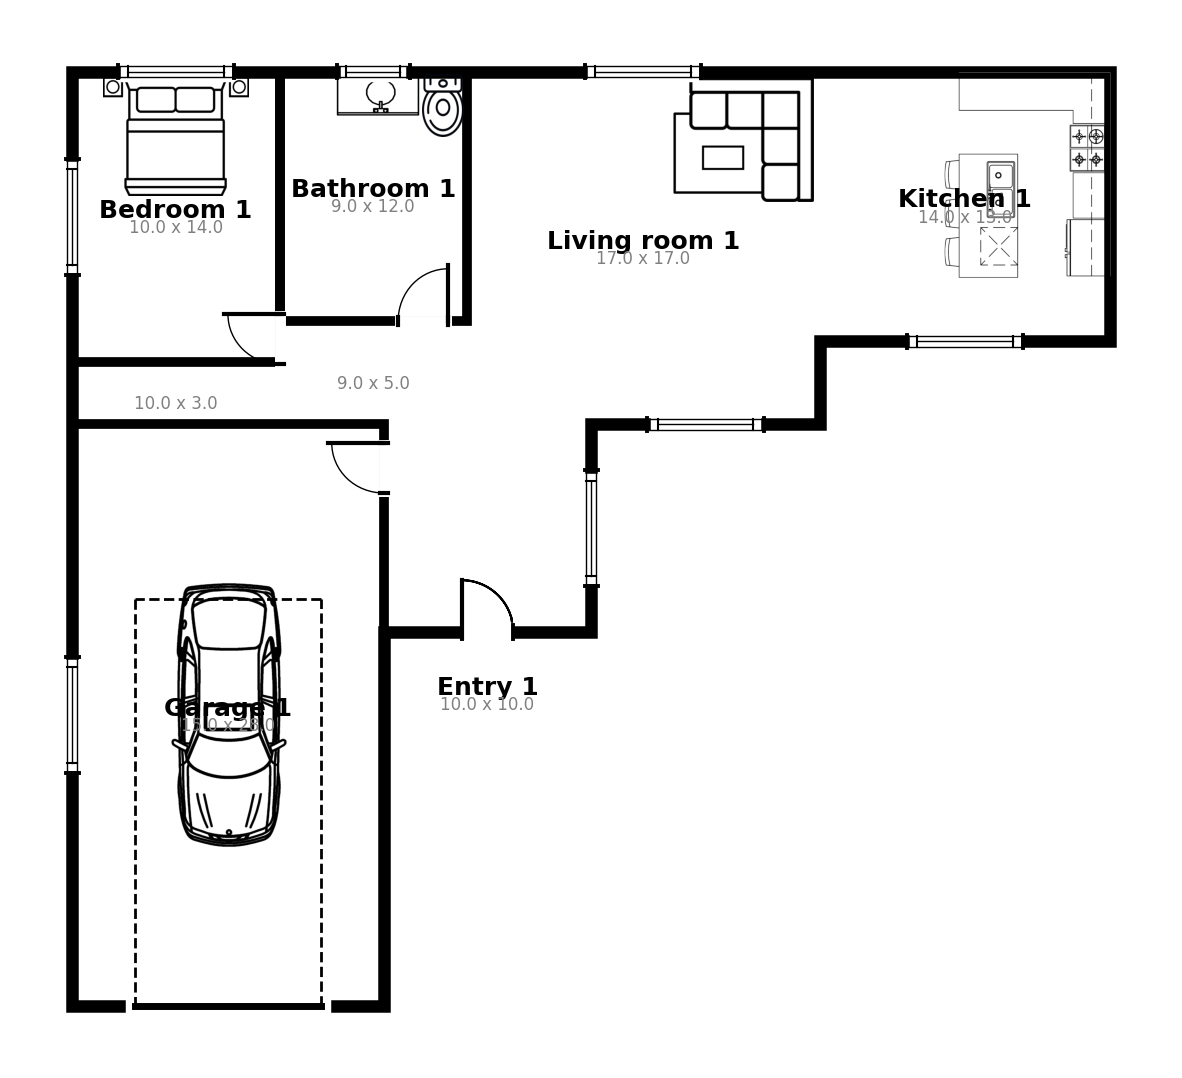 Bedroom 1
10.0 x 14.0
Bathroom 1
9.0 x 12.0
Living room 1
17.0 x 17.0
Kitchen 1
14.0 x 13.0
9.0 x 5.0
10.0 x 3.0
Entry 1
10.0 x 10.0
Garage 1
15.0 x 28.0